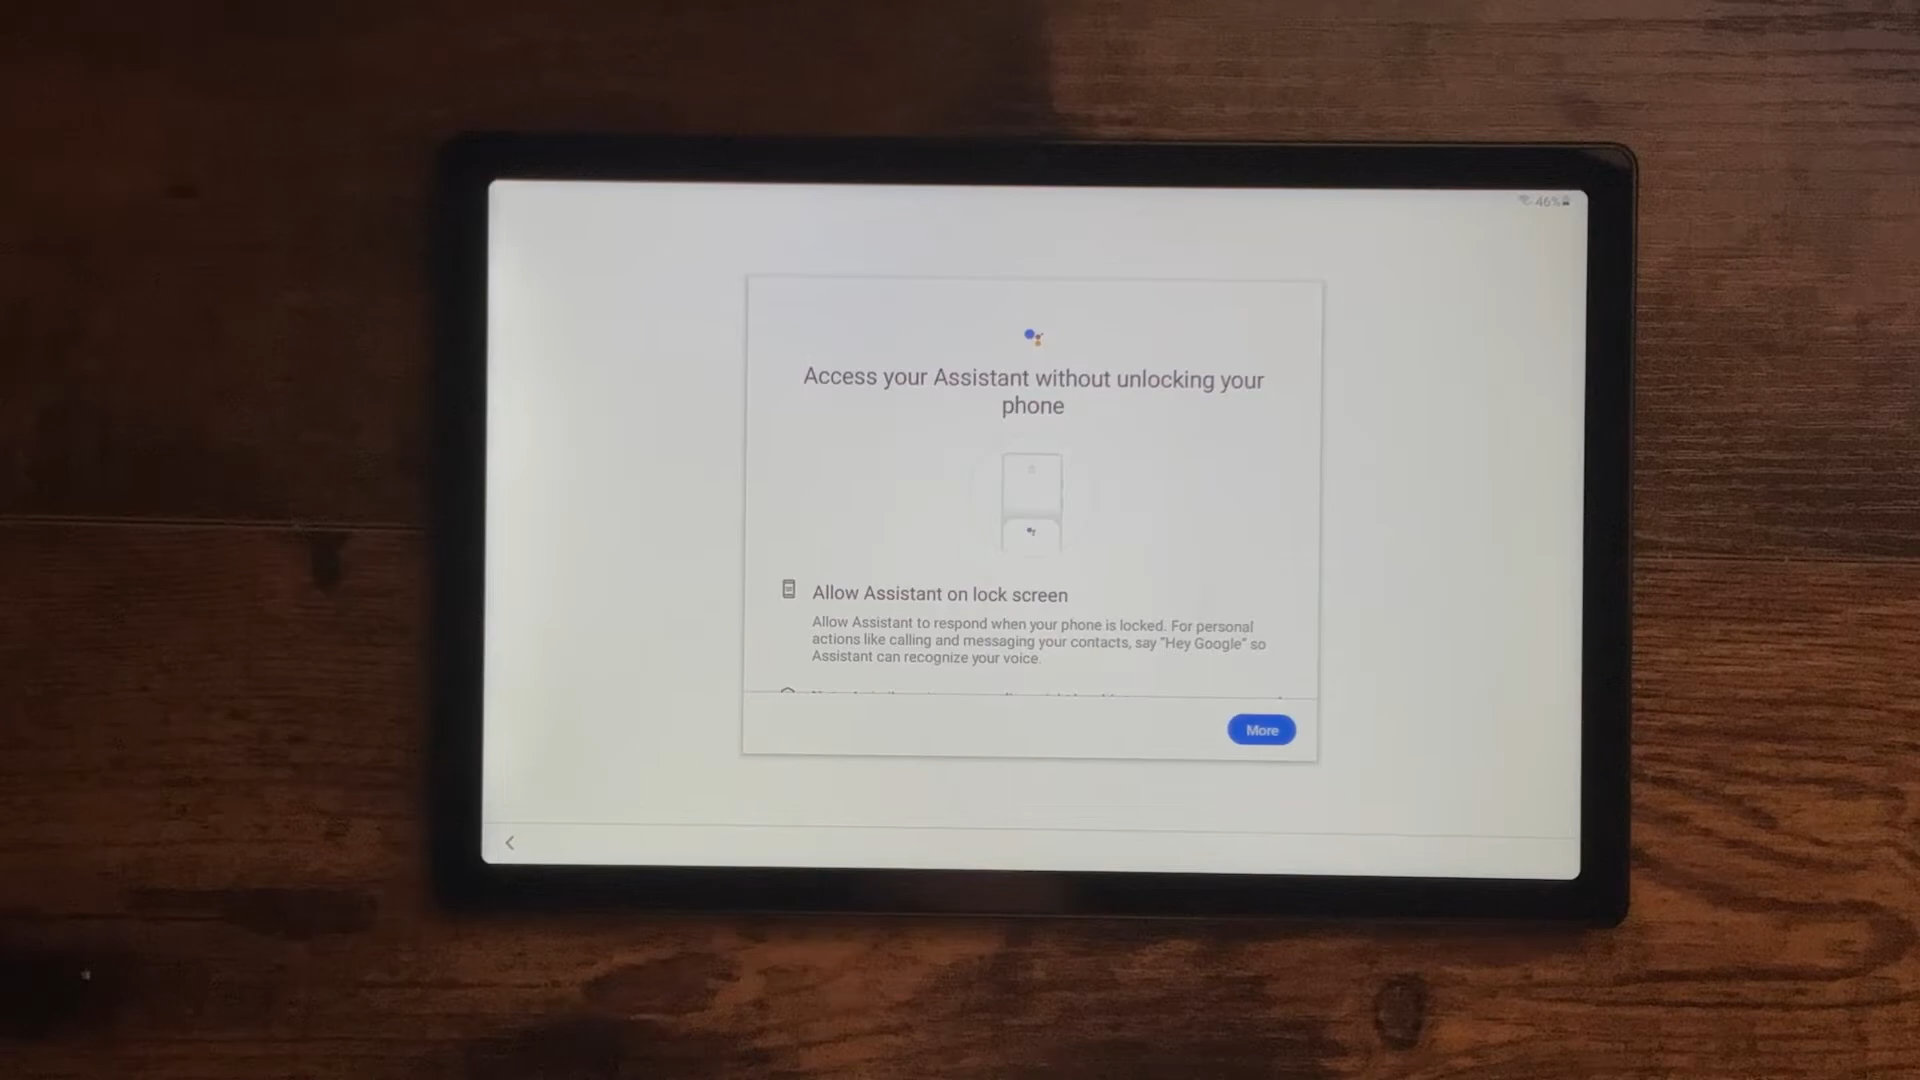 46%
Access your Assistant without unlocking your
phone
Allow Assistant on lock screen
Allow Assistant to respond when your phone is locked. For personal
actions like calling and messaging your contacts, say "Hey Google" so
Assistant can recognize your voice.
More